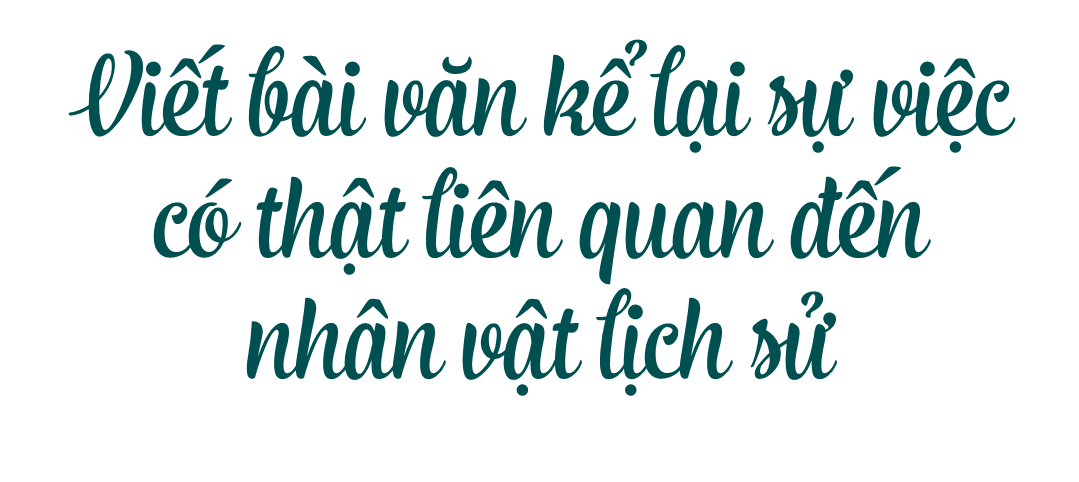 Viết bài văn kể lại sự việc
có thật liên quan đến
nhân vật lịch sử